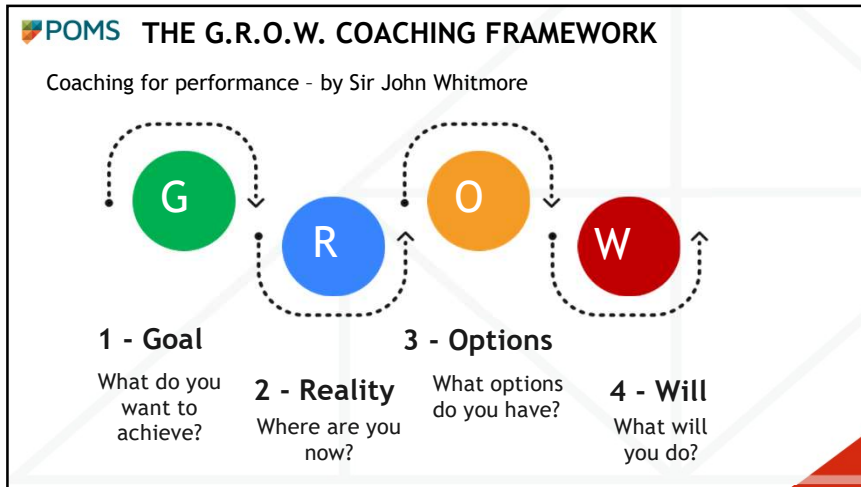 POMS THE G.R.O.W. COACHING FRAMEWORK
Coaching for performance – by Sir John Whitmore
G
R
O
W
1 - Goal
What do you
want to
achieve?
2 - Reality
Where are you
now?
3 - Options
What options
do you have?
4 - Will
What will
you do?